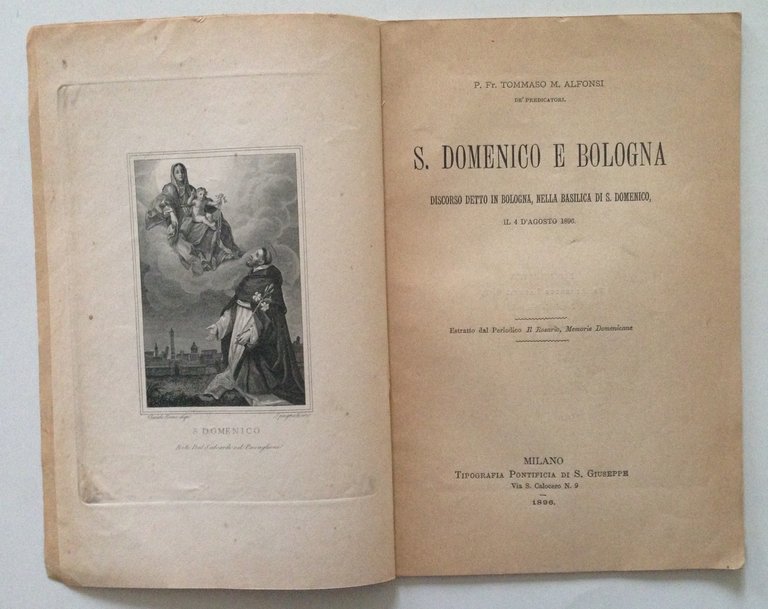 S. DOMENICO
P. Fr. TOMMASO M. ALFONSI
DE' PREDICATORI.
S. DOMENICO E BOLOGNA
DISCORSO DETTO IN BOLOGNA, NELLA BASILICA DI S. DOMENICO,
IL 4 D'AGOSTO 1896.
Estratto dal Periodico Il Rosario, Memorie Domenicane
MILANO
TIPOGRAFIA PONTIFICIA DI S. GIUSEPPE
Via S. Calocero N. 9
1896.